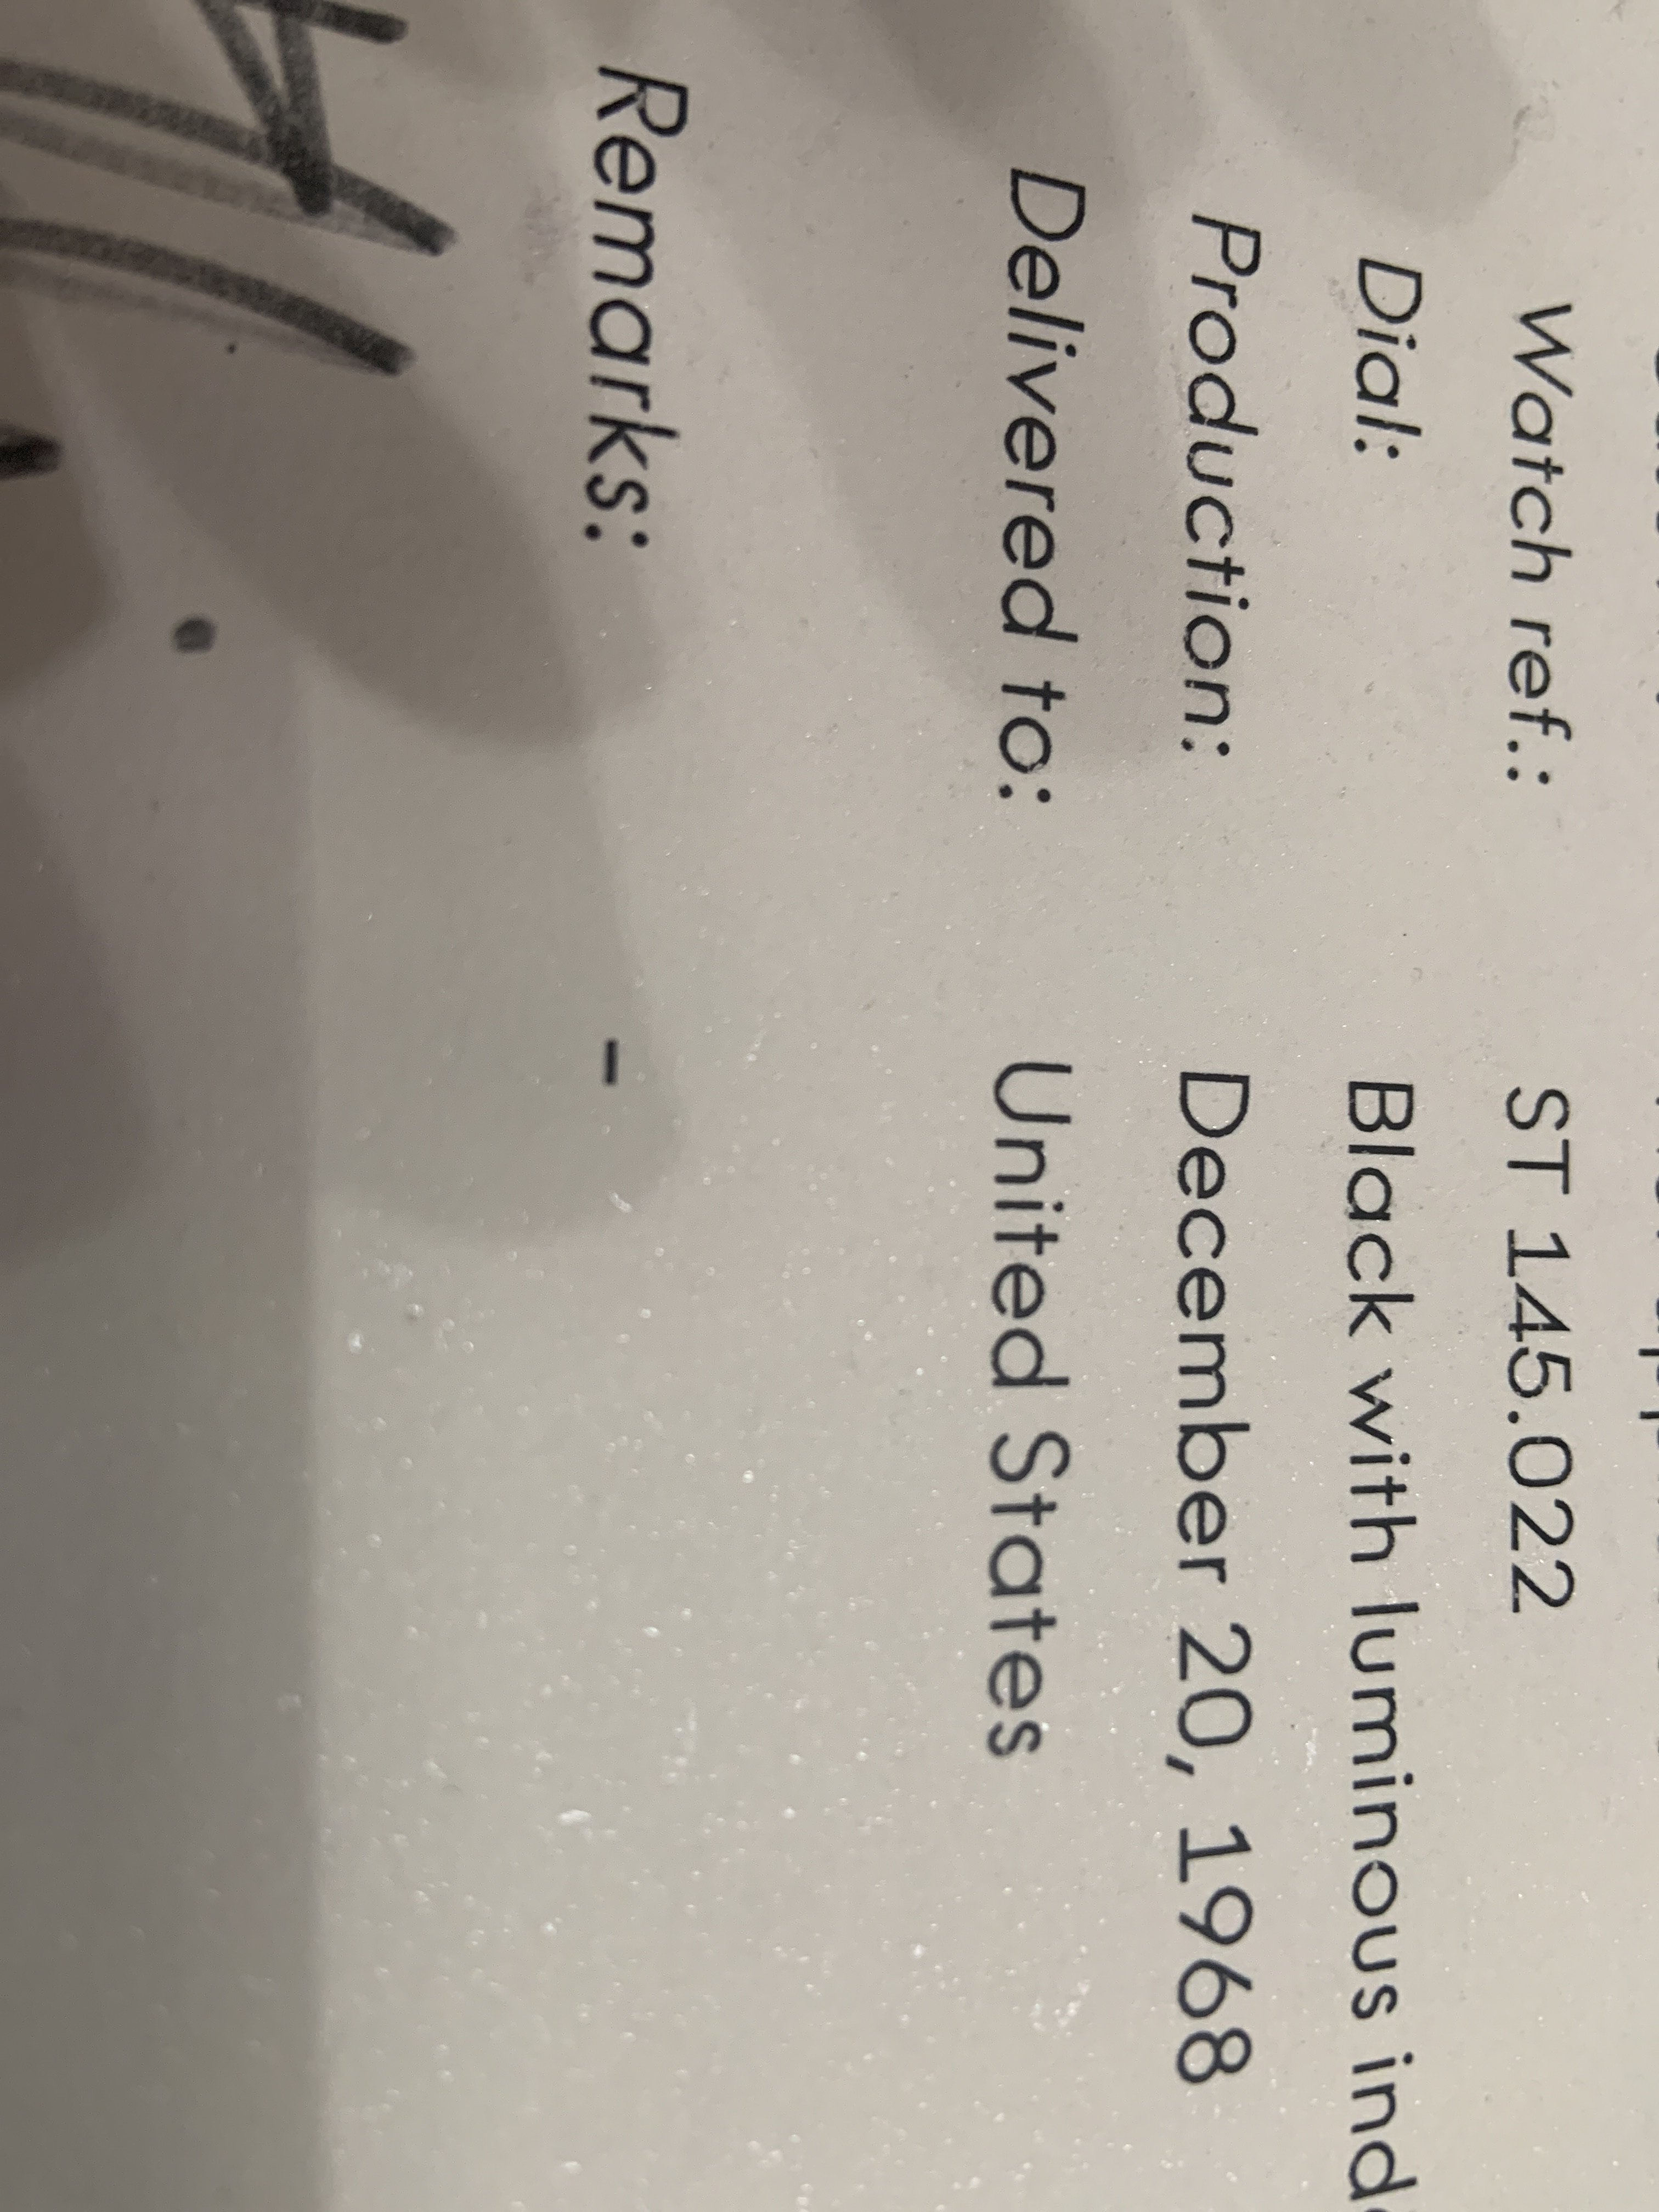 Watch ref.: ST 145.022
Dial: Black with luminous
Production: December 20, 1968
Delivered to: United States
Remarks: -